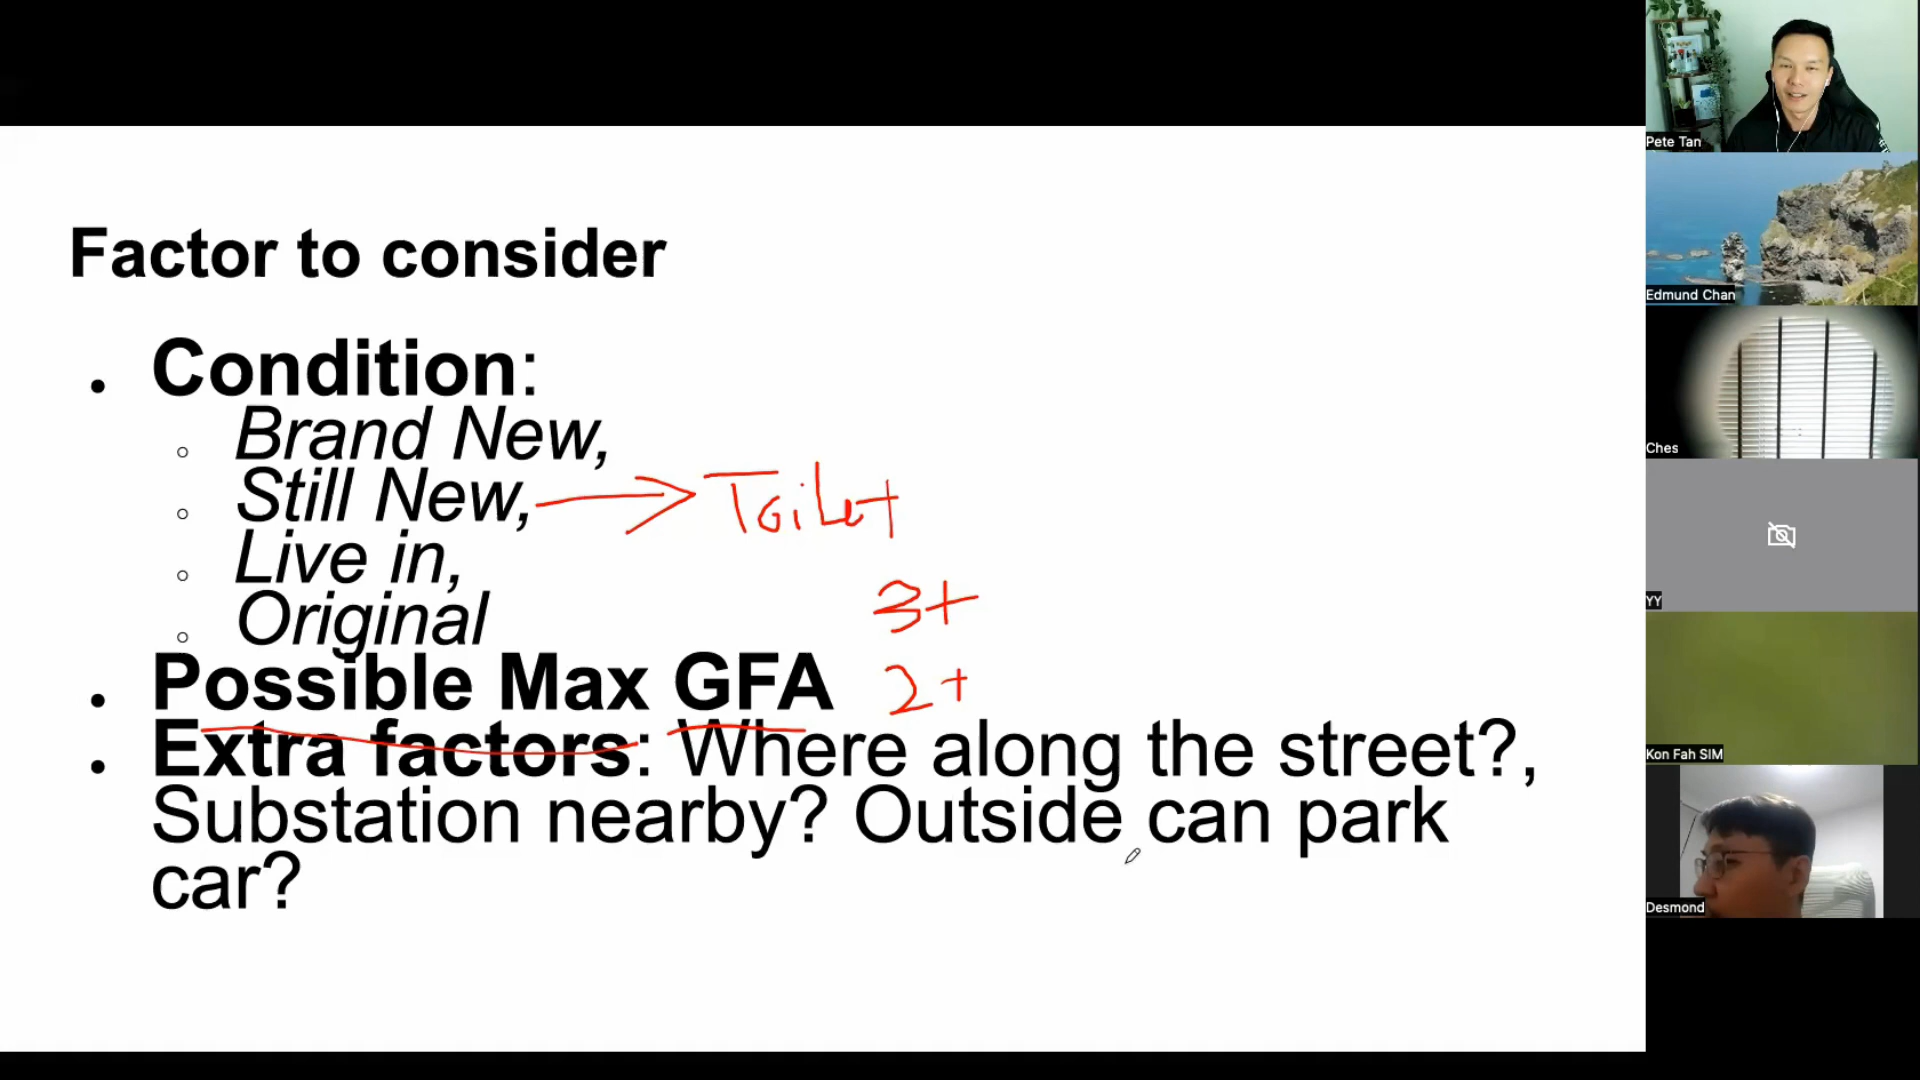 Factor to consider
Condition:
Brand New,
Still New,
Toilet
Live in,
Original
3+
Possible Max GFA
2+
Extra factors: Where along the street?,
Substation nearby? Outside can park
car?
Pete Tan
Edmund Chan
Ches
YY
Kon Fah SIM
Desmond